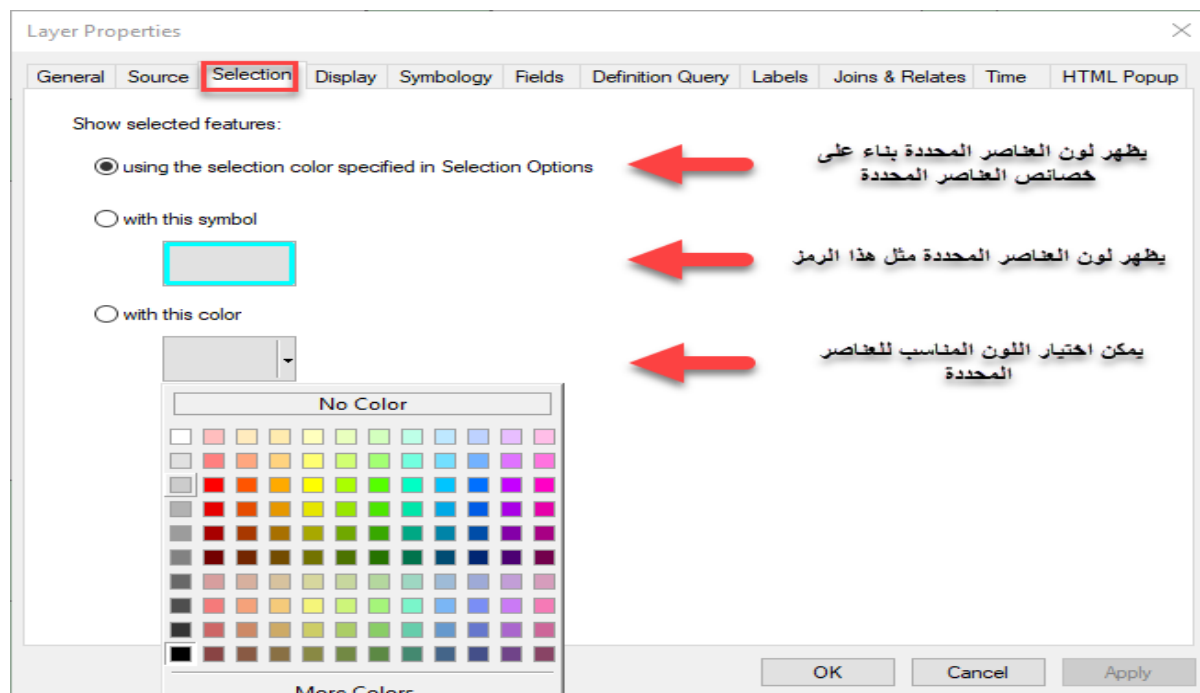 Layer Properties
General Source Selection Display Symbology Fields Definition Query Labels Joins & Relates Time HTML Popup
Show selected features:
using the selection color specified in Selection Options
يظهر لون العناصر المحددة بناء على
خصائص العناصر المحددة
with this symbol
يظهر لون العناصر المحددة مثل هذا الرمز
with this color
يمكن اختيار اللون المناسب للعناصر
المحددة
No Color
More Colors
OK Cancel Apply